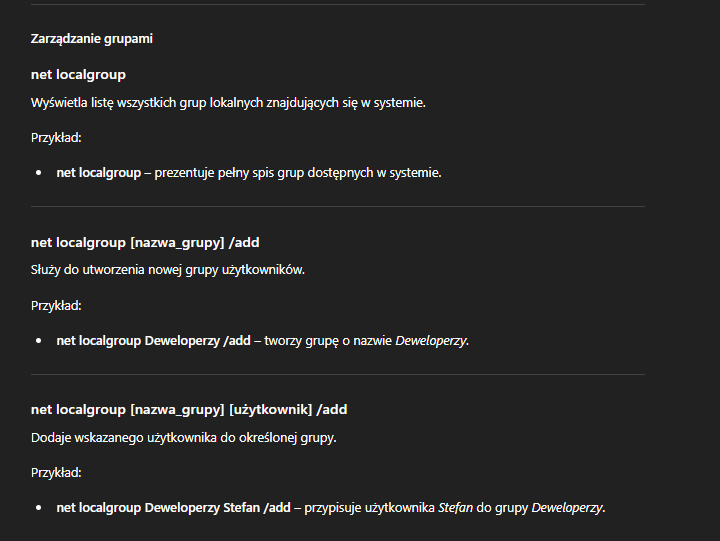 Zarządzanie grupami
net localgroup
Wyświetla listę wszystkich grup lokalnych znajdujących się w systemie.
Przykład:
• net localgroup – prezentuje pełny spis grup dostępnych w systemie.
net localgroup [nazwa_grupy] /add
Służy do utworzenia nowej grupy użytkowników.
Przykład:
• net localgroup Deweloperzy /add – tworzy grupę o nazwie Deweloperzy.
net localgroup [nazwa_grupy] [użytkownik] /add
Dodaje wskazanego użytkownika do określonej grupy.
Przykład:
• net localgroup Deweloperzy Stefan /add – przypisuje użytkownika Stefan do grupy Deweloperzy.